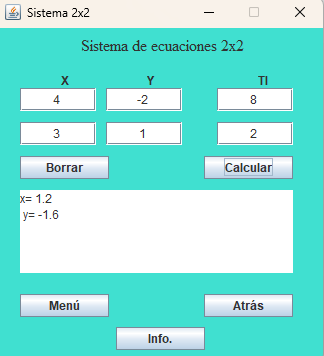 Sistema 2x2
Sistema de ecuaciones 2x2
X Y TI
4 -2 8
3 1 2
Borrar Calcular
x= 1.2
y= -1.6
Menú Atrás
Info.